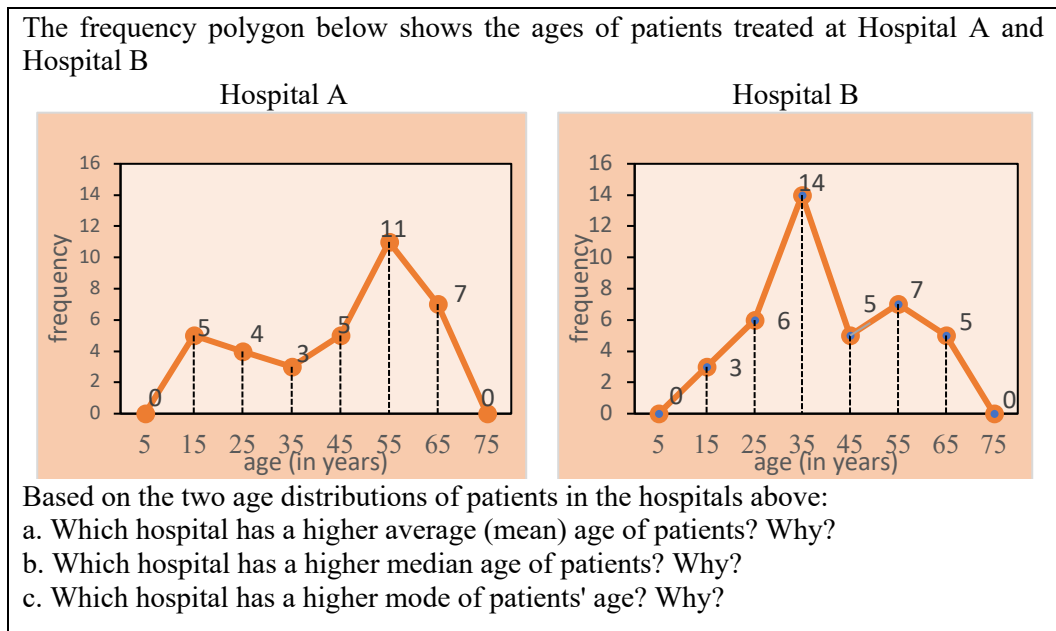 The frequency polygon below shows the ages of patients treated at Hospital A and
Hospital B
Hospital A
16
14
12
10
8
6
4
2
0
frequency
0
5
4
3
5
11
7
0
5 15 25 35 45 55 65 75
age (in years)
Hospital B
16
14
12
10
8
6
4
2
0
frequency
0
3
6
14
5
7
5
0
5 15 25 35 45 55 65 75
age (in years)
Based on the two age distributions of patients in the hospitals above:
a. Which hospital has a higher average (mean) age of patients? Why?
b. Which hospital has a higher median age of patients? Why?
c. Which hospital has a higher mode of patients' age? Why?